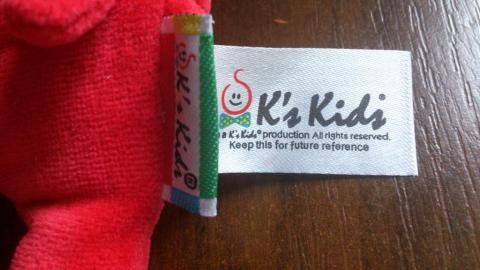 K's Kids®
K's Kids®
K's Kids® production All rights reserved.
Keep this for future reference